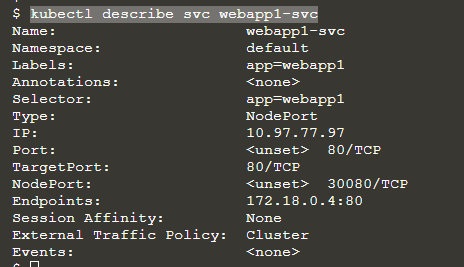 $ kubectl describe svc webapp1-svc
Name: webapp1-svc
Namespace: default
Labels: app=webapp1
Annotations: <none>
Selector: app=webapp1
Type: NodePort
IP: 10.97.77.97
Port: <unset> 80/TCP
TargetPort: 80/TCP
NodePort: <unset> 30080/TCP
Endpoints: 172.18.0.4:80
Session Affinity: None
External Traffic Policy: Cluster
Events: <none>
$